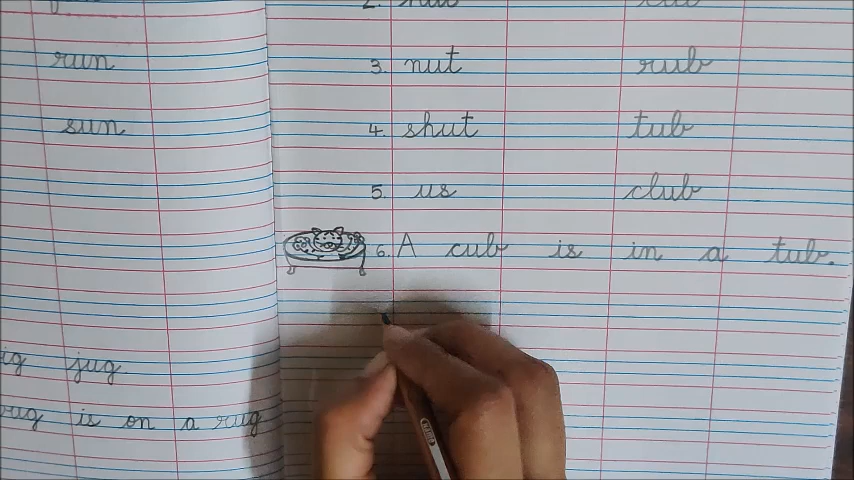 run
sun
jug
is on a rug
3. nut rub
4. shut tub
5. us club
6. A cub is in a tub.